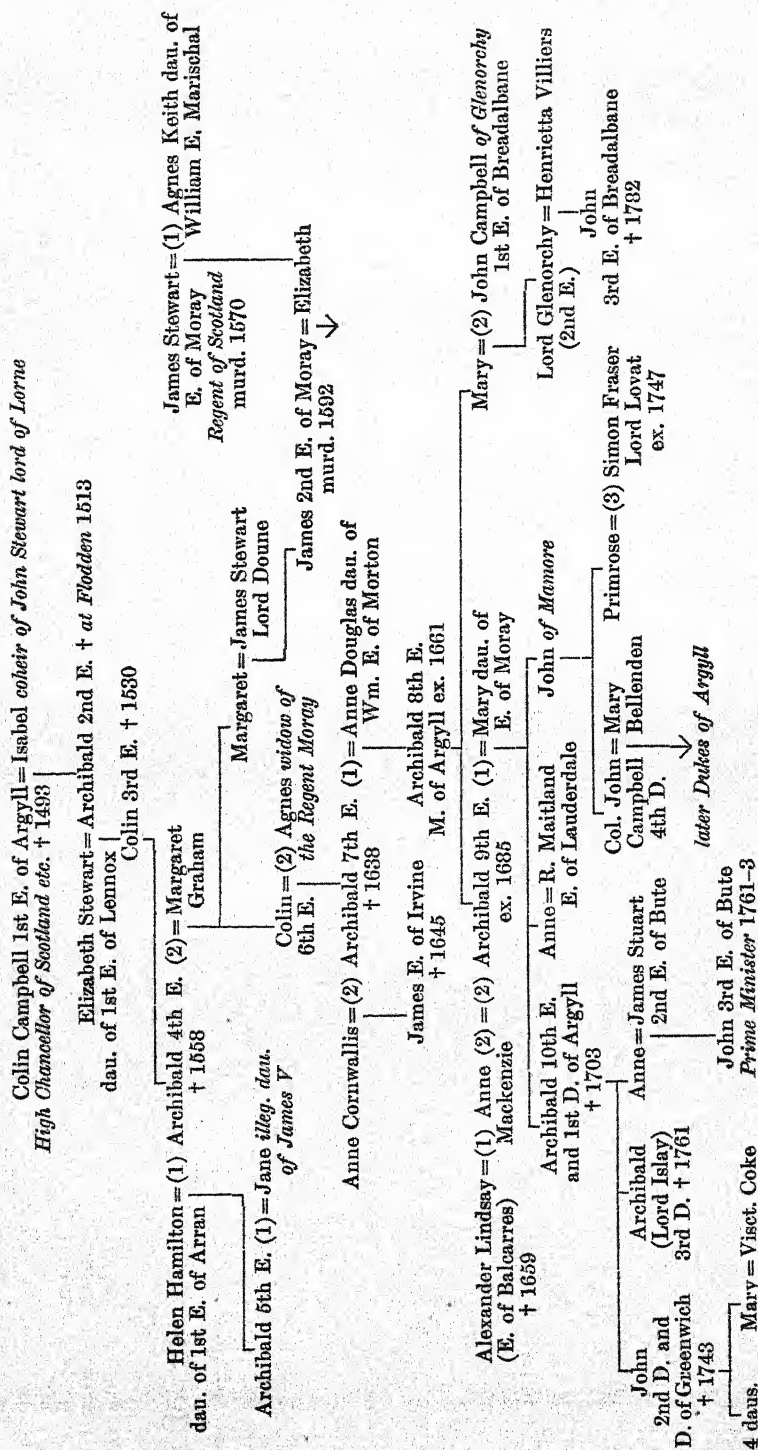 Colin Campbell 1st E. of Argyll=Isabel coheir of John Stewart lord of Lorne
High Chancellor of Scotland etc. † 1493
Elizabeth Stewart=Archibald 2nd E. † at Flodden 1513
dau. of 1st E. of Lennox
Colin 3rd E. † 1530
Helen Hamilton=(1) Archibald 4th E. (2)=Margaret
dau. of 1st E. of Arran † 1558 Graham
James Stewart=(1) Agnes Keith dau. of
E. of Moray William E. Marischal
Regent of Scotland
murd. 1570
Margaret=James Stewart
Lord Doune
Archibald 5th E. (1)=Jane illeg. dau.
of James V
Colin=(2) Agnes widow of
6th E. the Regent Moray
James 2nd E. of Moray=Elizabeth
murd. 1592
Anne Cornwallis=(2) Archibald 7th E. (1)=Anne Douglas dau. of
† 1638 Wm. E. of Morton
James E. of Irvine Archibald 8th E.
† 1645 M. of Argyll ex. 1661
Alexander Lindsay=(1) Anne (2)=(2) Archibald 9th E. (1)=Mary dau. of
(E. of Balcarres) Mackenzie ex. 1685 E. of Moray
† 1659
Mary=(2) John Campbell of Glenorchy
1st E. of Breadalbane
Archibald 10th E. Anne=R. Maitland John of Mamore
and 1st D. of Argyll E. of Lauderdale
† 1703
Lord Glenorchy=Henrietta Villiers
(2nd E.)
John Archibald Anne=James Stuart
2nd D. and (Lord Islay) 2nd E. of Bute
D. of Greenwich 3rd D. † 1761
† 1743
Col. John=Mary Primrose=(3) Simon Fraser
Campbell Bellenden Lord Lovat
4th D. ex. 1747
John
3rd E. of Breadalbane
† 1782
later Dukes of Argyll
4 daus. Mary=Visct. Coke
John 3rd E. of Bute
Prime Minister 1761-3